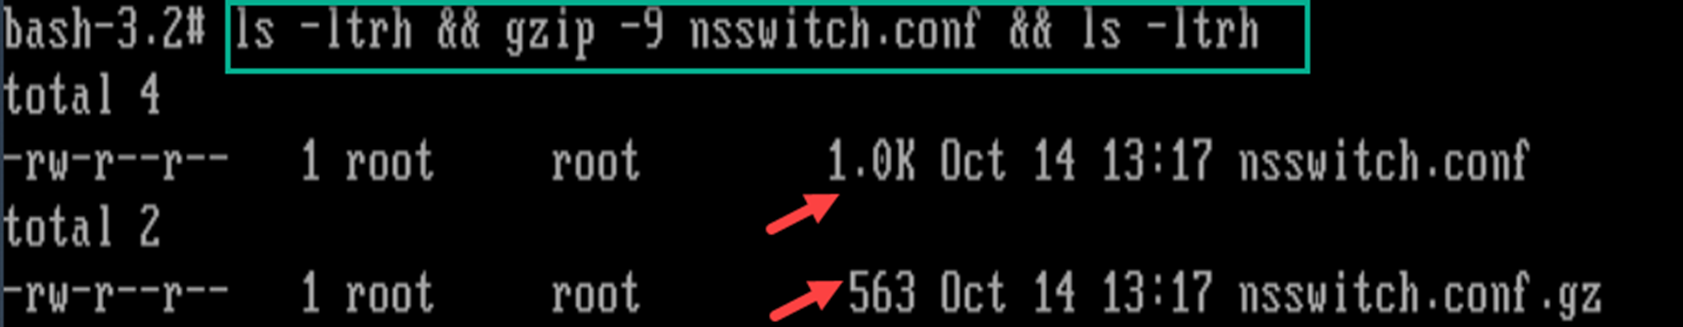 bash-3.2# ls -ltrh && gzip -9 nsswitch.conf && ls -ltrh
total 4
-rw-r--r--   1 root     root        1.0K Oct 14 13:17 nsswitch.conf
total 2
-rw-r--r--   1 root     root         563 Oct 14 13:17 nsswitch.conf.gz